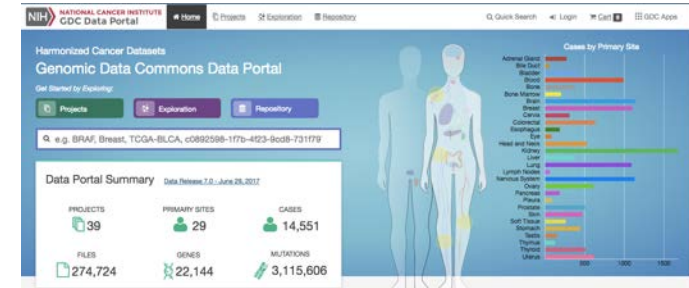 NIH NATIONAL CANCER INSTITUTE
GDC Data Portal
Home Projects Exploration Repository
Quick Search Login Cart 0 GDC Apps
Harmonized Cancer Datasets
Genomic Data Commons Data Portal
Get Started by Exploring:
Projects Exploration Repository
e.g. BRAF, Breast, TCGA-BLCA, c0892598-1f7b-4f23-9cd8-731f79
Data Portal Summary Data Release 7.0 - June 29, 2017
PROJECTS PRIMARY SITES CASES
39 29 14,551
FILES GENES MUTATIONS
274,724 22,144 3,115,606
Cases by Primary Site
Adrenal Gland
Bile Duct
Bladder
Blood
Bone
Bone Marrow
Brain
Breast
Cervix
Colorectal
Esophagus
Eye
Head and Neck
Kidney
Liver
Lung
Lymph Nodes
Nervous System
Ovary
Pancreas
Pleura
Prostate
Skin
Soft Tissue
Stomach
Testis
Thymus
Thyroid
Uterus
500 1000 1500